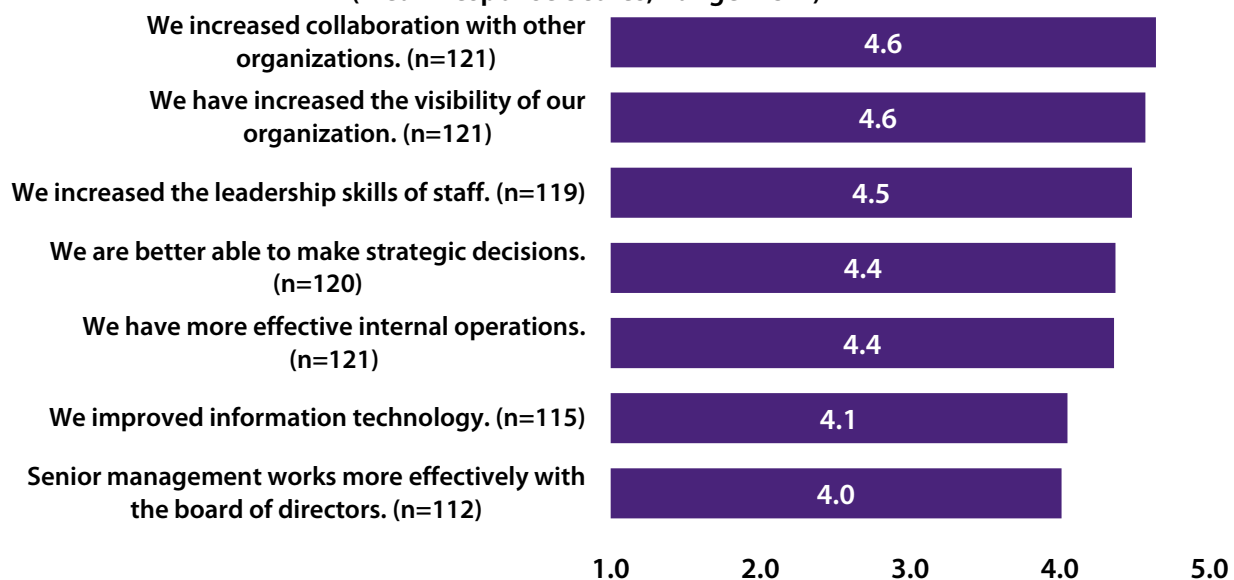 We increased collaboration with other
organizations. (n=121)
4.6
We have increased the visibility of our
organization. (n=121)
4.6
We increased the leadership skills of staff. (n=119)
4.5
We are better able to make strategic decisions.
(n=120)
4.4
We have more effective internal operations.
(n=121)
4.4
We improved information technology. (n=115)
4.1
Senior management works more effectively with
the board of directors. (n=112)
4.0
1.0 2.0 3.0 4.0 5.0